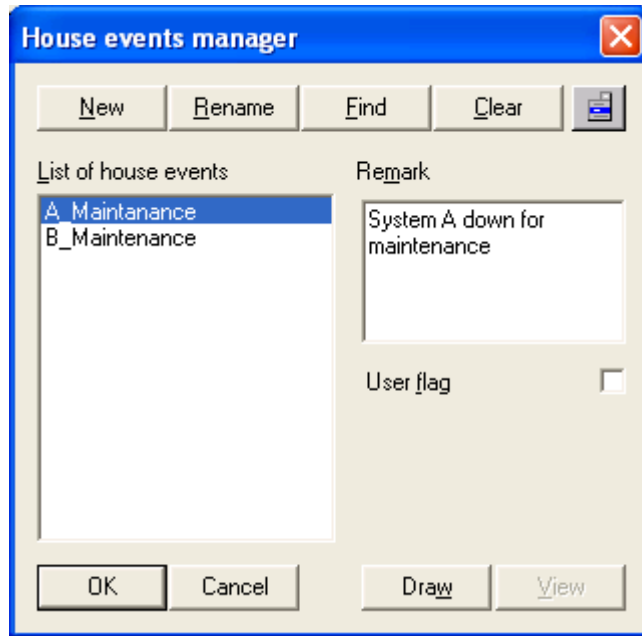 House events manager
New Rename Find Clear
List of house events
A_Maintanance
B_Maintenance
Remark
System A down for
maintenance
User flag
OK Cancel Draw View